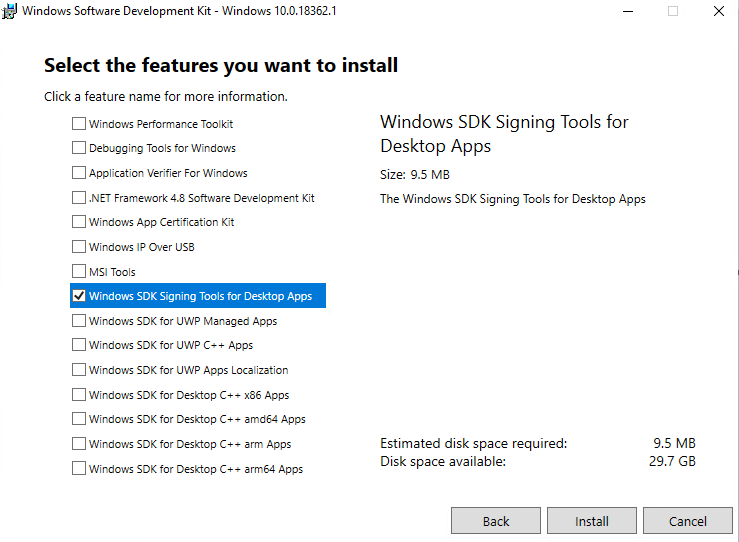 Windows Software Development Kit - Windows 10.0.18362.1
Select the features you want to install
Click a feature name for more information.
Windows Performance Toolkit
Debugging Tools for Windows
Application Verifier For Windows
.NET Framework 4.8 Software Development Kit
Windows App Certification Kit
Windows IP Over USB
MSI Tools
Windows SDK Signing Tools for Desktop Apps
Windows SDK for UWP Managed Apps
Windows SDK for UWP C++ Apps
Windows SDK for UWP Apps Localization
Windows SDK for Desktop C++ x86 Apps
Windows SDK for Desktop C++ amd64 Apps
Windows SDK for Desktop C++ arm Apps
Windows SDK for Desktop C++ arm64 Apps
Windows SDK Signing Tools for
Desktop Apps
Size: 9.5 MB
The Windows SDK Signing Tools for Desktop Apps
Estimated disk space required: 9.5 MB
Disk space available: 29.7 GB
Back Install Cancel